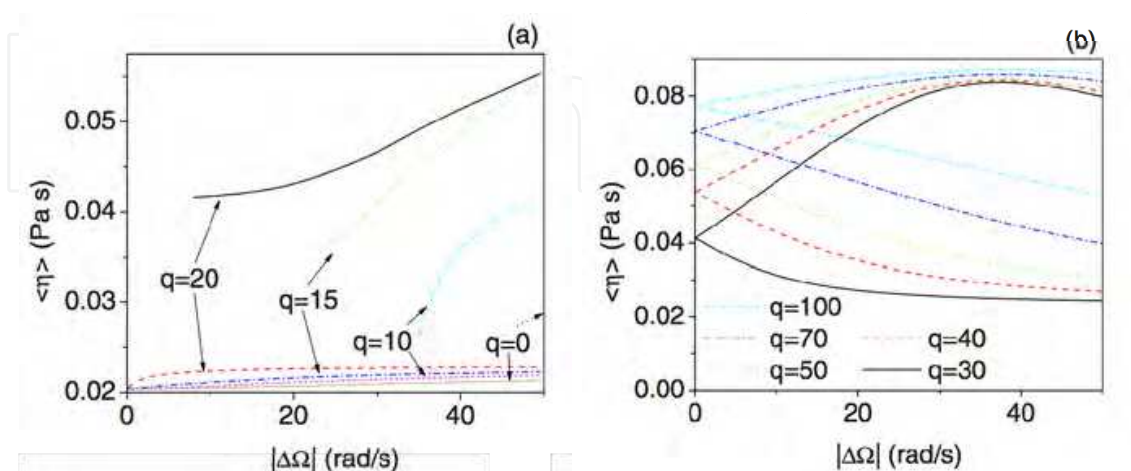 (a)
<η> (Pa s)
0.05
0.04
0.03
0.02
q=20
q=15
q=10
q=0
0
20
40
|ΔΩ| (rad/s)
(b)
<η> (Pa s)
0.08
0.06
0.04
0.02
0.00
q=100
q=70
q=40
q=50
q=30
0
20
40
|ΔΩ| (rad/s)